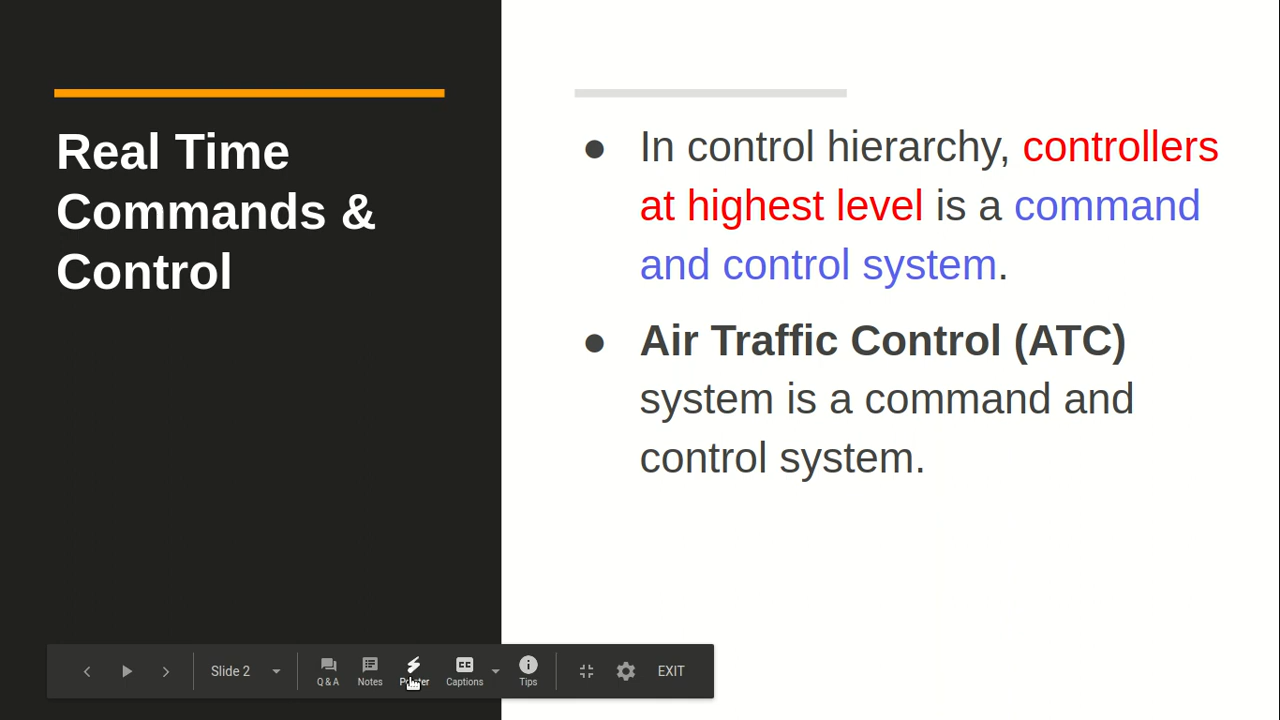 Real Time
Commands &
Control
● In control hierarchy, controllers
at highest level is a command
and control system.
● Air Traffic Control (ATC)
system is a command and
control system.
Slide 2
Q & A
Notes
Captions
Tips
EXIT